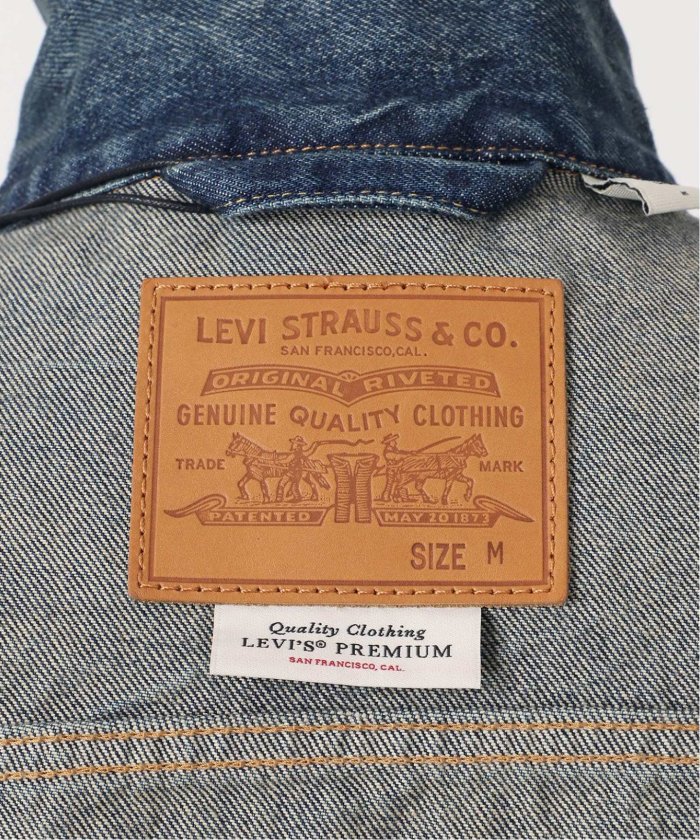 LEVI STRAUSS & CO.
SAN FRANCISCO, CAL.
ORIGINAL RIVETED
GENUINE QUALITY CLOTHING
TRADE MARK
PATENTED MAY 20 1873
SIZE M
Quality Clothing
LEVI'S® PREMIUM
SAN FRANCISCO, CAL.